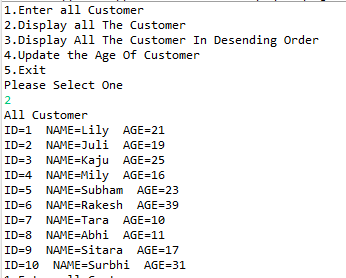 1.Enter all Customer
2.Display all The Customer
3.Display All The Customer In Desending Order
4.Update the Age Of Customer
5.Exit
Please Select One
2
All Customer
ID=1  NAME=Lily  AGE=21
ID=2  NAME=Juli  AGE=19
ID=3  NAME=Kaju  AGE=25
ID=4  NAME=Mily  AGE=16
ID=5  NAME=Subham  AGE=23
ID=6  NAME=Rakesh  AGE=39
ID=7  NAME=Tara  AGE=10
ID=8  NAME=Abhi  AGE=11
ID=9  NAME=Sitara  AGE=17
ID=10  NAME=Surbhi  AGE=31